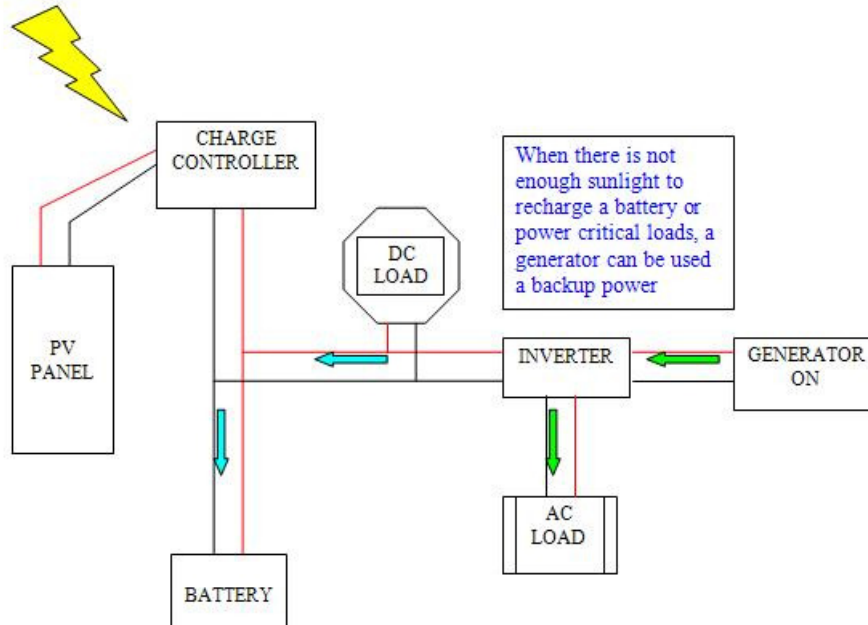 CHARGE
CONTROLLER
When there is not
enough sunlight to
recharge a battery or
power critical loads, a
generator can be used
a backup power
DC
LOAD
PV
PANEL
INVERTER
GENERATOR
ON
AC
LOAD
BATTERY